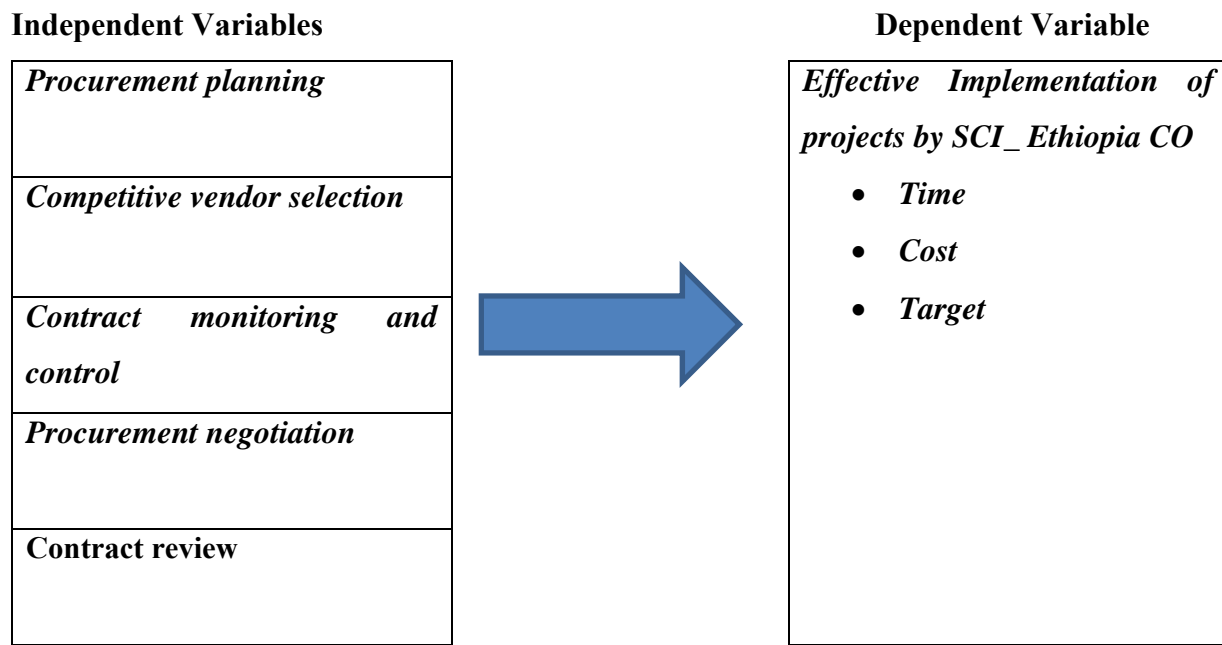 Independent Variables
Procurement planning
Competitive vendor selection
Contract monitoring and
control
Procurement negotiation
Contract review
Dependent Variable
Effective Implementation of
projects by SCI_ Ethiopia CO
• Time
• Cost
• Target